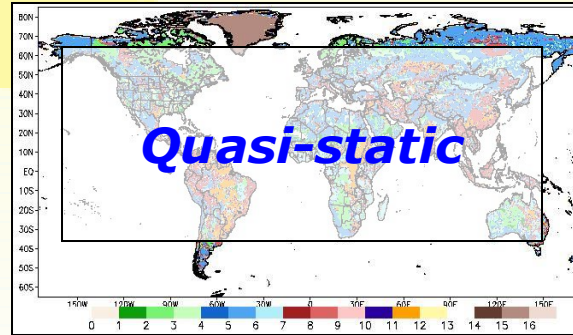 80N
70N
60N
50N
40N
30N
20N
10N
EQ
10S
20S
30S
40S
50S
60S
Quasi-static
150W 120W 90W 60W 30W 0 30E 60E 90E 120E 150E
0 1 2 3 4 5 6 7 8 9 10 11 12 13 14 15 16